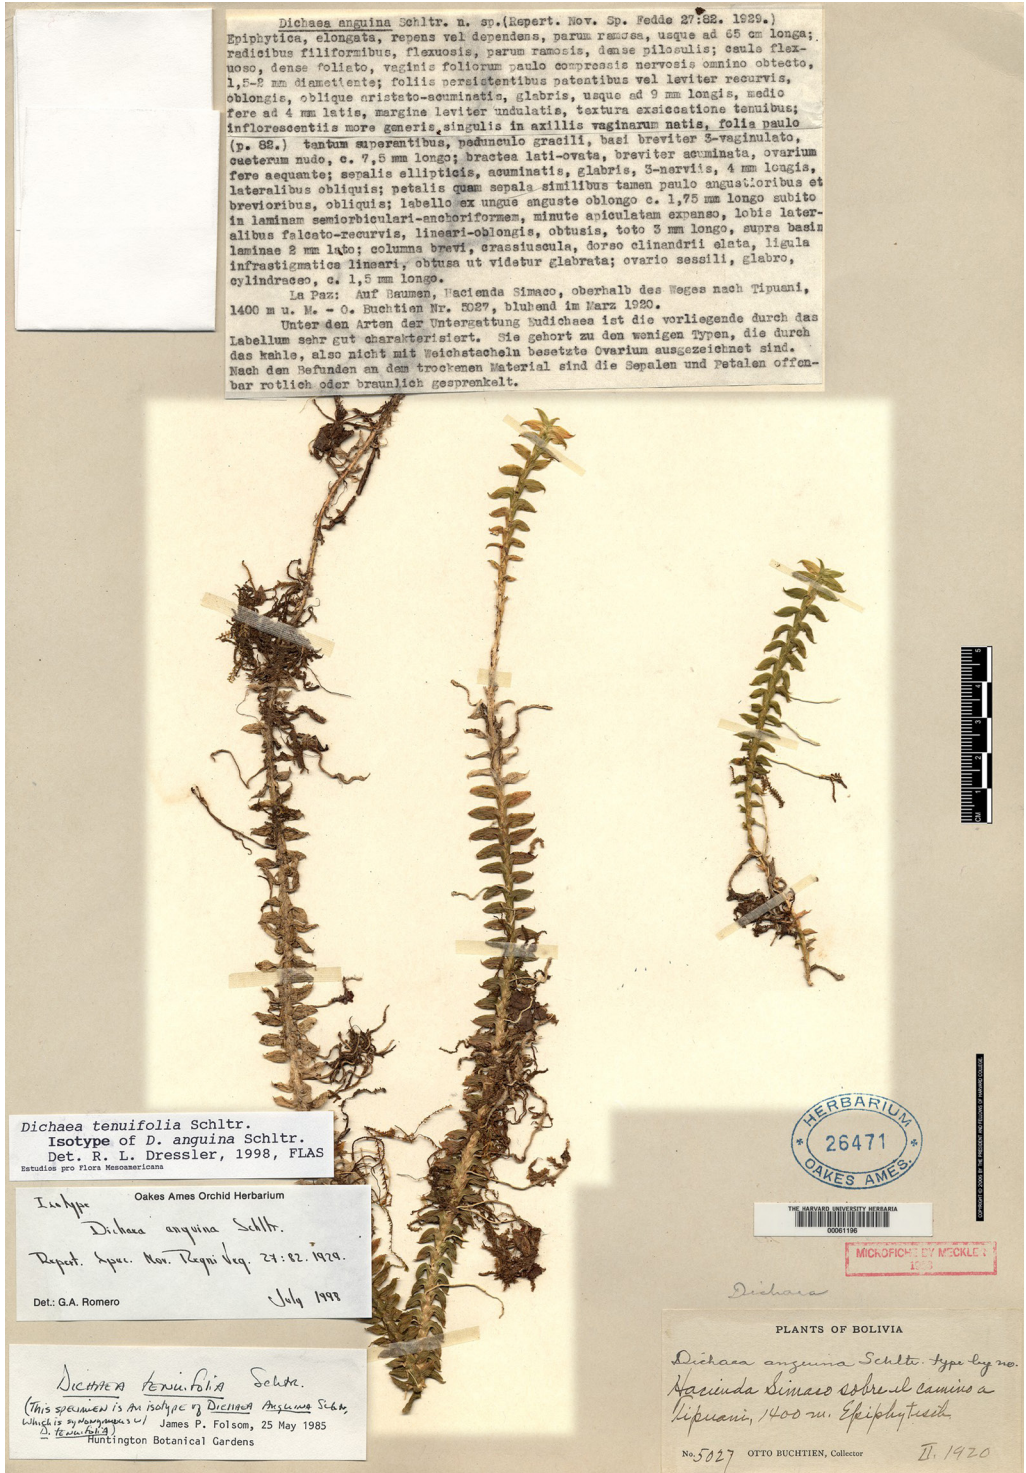 Dichaea anguina Schltr. n. sp.(Repert. Nov. Sp. Fedde 27:82. 1929.)
Epiphytica, elongata, repens vel dependens, parum ramosa, usque ad 65 cm longa;
radicibus filiformibus, flexuosis, parum ramosis, dense pilosulis; caule flex-
uoso, dense foliato, vaginis foliorum paulo compressis nervosis omnino obtecto,
1,5-2 mm diametiente; foliis persistentibus patentibus vel leviter recurvis,
oblongis, oblique aristato-acuminatis, glabris, usque ad 9 mm longis, medio
fere ad 4 mm latis, margine leviter undulatis, textura exsiccatione tenuibus;
inflorescentiis more generis singulis in axillis vaginarum natis, folia paulo
(p. 82.) tantum superantibus, pedunculo gracili, basi breviter 3-vaginulato,
cueterum nudo, c. 7,5 mm longo; bractea lati-ovata, breviter acuminata, ovarium
fere aequante; sepalis ellipticis, acuminatis, glabris, 3-nerviis, 4 mm longis,
lateralibus obliquis; petalis quam sepala similibus tamen paulo angustioribus et
brevioribus, obliquis; labello ex ungue anguste oblongo c. 1,75 mm longo subito
in laminam semiorbiculari-anchoriformem, minute apiculatam expanso, lobis later-
alibus falcato-recurvis, lineari-oblongis, obtusis, toto 3 mm longo, supra basin
laminae 2 mm lato; columna brevi, crassiuscula, dorso clinandrii elata, ligula
infrastigmatica lineari, obtusa ut videtur glabrata; ovario sessili, glabro,
cylindraceo, c. 1,5 mm longo.
La Paz: Auf Baumen, Hacienda Simaco, oberhalb des Weges nach Tipuani,
1400 m u. M. - O. Buchtien Nr. 5027, bluhend im Marz 1920.
Unter den Arten der Untergattung Eudichaea ist die vorliegende durch das
Labellum sehr gut charakterisiert. Sie gehort zu den wenigen Typen, die durch
das kahle, also nicht mit Weichstacheln besetzte Ovarium ausgezeichnet sind.
Nach den Befunden an dem trockenen Material sind die Sepalen und Petalen offen-
bar rotlich oder braunlich gesprenkelt.
CM 1 2 3 4 5
COPYRIGHT © 2006 BY THE PRESIDENT AND FELLOWS OF HARVARD COLLEGE
Dichaea tenuifolia Schltr.
Isotype of D. anguina Schltr.
Det. R. L. Dressler, 1998, FLAS
Estudios pro Flora Mesoamericana
HERBARIUM
26471
OAKES AMES.
Oakes Ames Orchid Herbarium
Isotype
Dichaea anguina Schltr.
Repert. Spec. Nov. Regni Veg. 27:82. 1929.
Det.: G.A. Romero July 1998
THE HARVARD UNIVERSITY HERBARIA
00061196
MICROFICHE BY MECKLER
Dichaea
DICHAEA tenuifolia Schltr.
(This specimen is an isotype of DICHAEA Anguina Schltr,
which is synonymous w/ James P. Folsom, 25 May 1985
D. tenuifolia)
Huntington Botanical Gardens
PLANTS OF BOLIVIA
Dichaea anguina Schltr. type by no.
Hacienda Simaco sobre el camino a
Tipuani, 1400 m. Epiphytisch
No. 5027 OTTO BUCHTIEN, Collector II. 1920